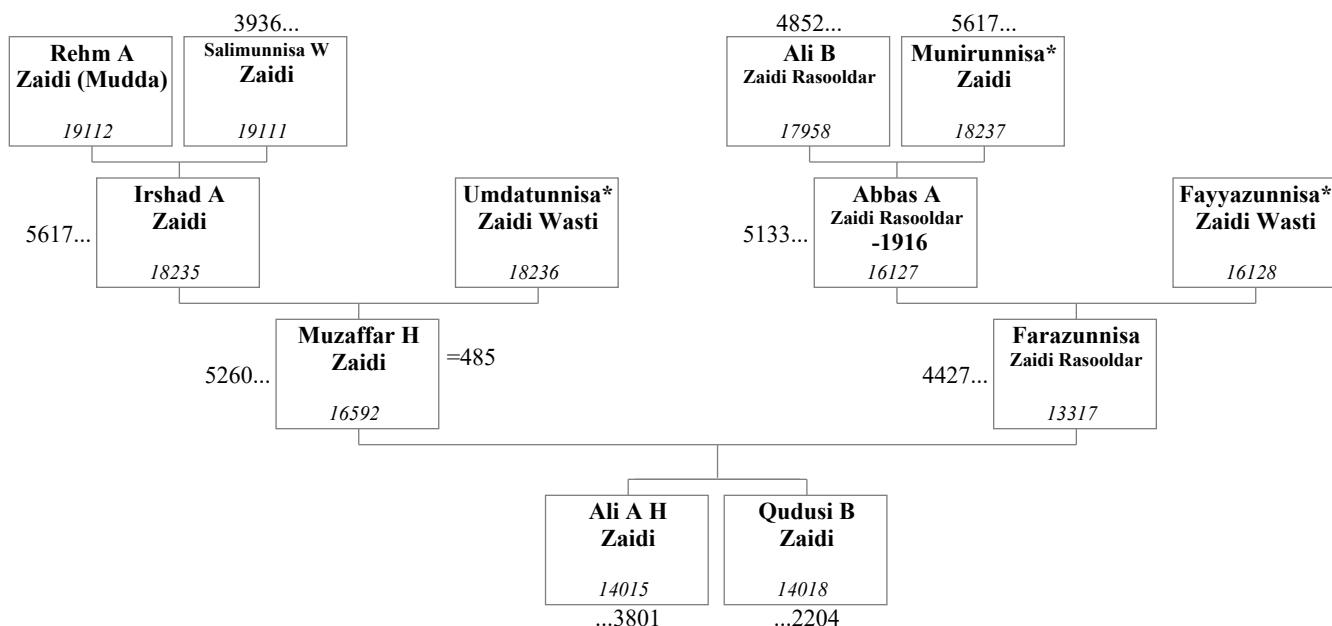 3936...
4852...
5617...
Rehm A
Zaidi (Mudda)
19112
Salimunnisa W
Zaidi
19111
Ali B
Zaidi Rasooldar
17958
Munirunnisa*
Zaidi
18237
5617...
Irshad A
Zaidi
18235
Umdatunnisa*
Zaidi Wasti
18236
5133...
Abbas A
Zaidi Rasooldar
-1916
16127
Fayyazunnisa*
Zaidi Wasti
16128
5260...
Muzaffar H
Zaidi
16592
=485
4427...
Farazunnisa
Zaidi Rasooldar
13317
Ali A H
Zaidi
14015
...3801
Qudusi B
Zaidi
14018
...2204